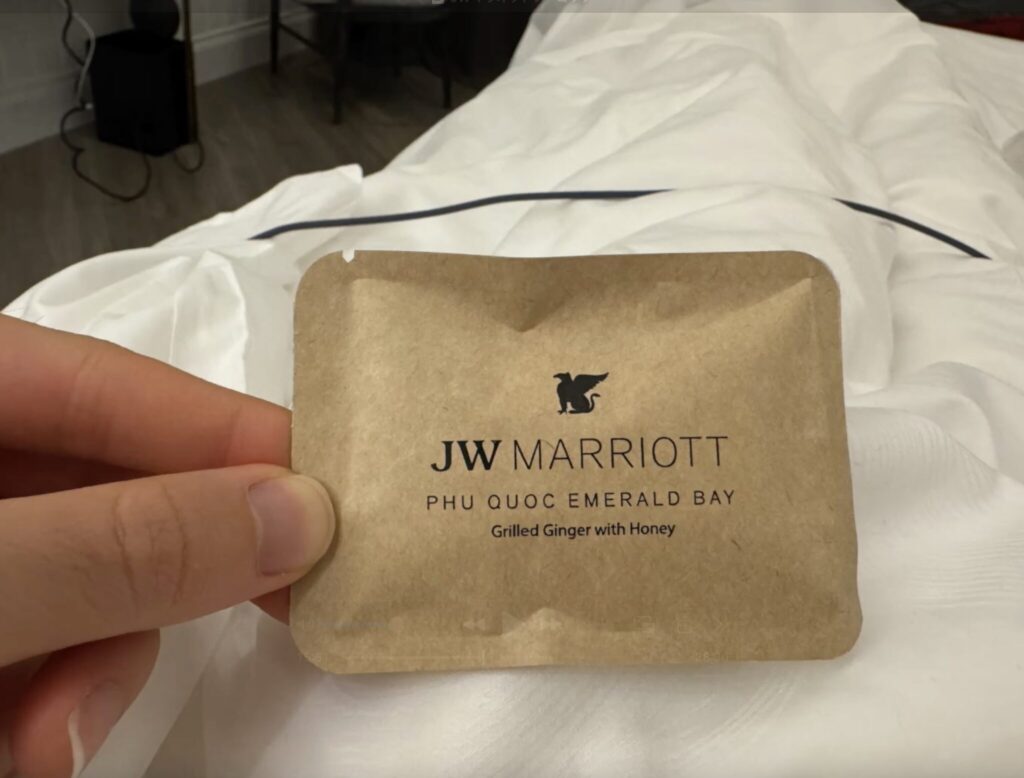 JW MARRIOTT
PHU QUOC EMERALD BAY
Grilled Ginger with Honey